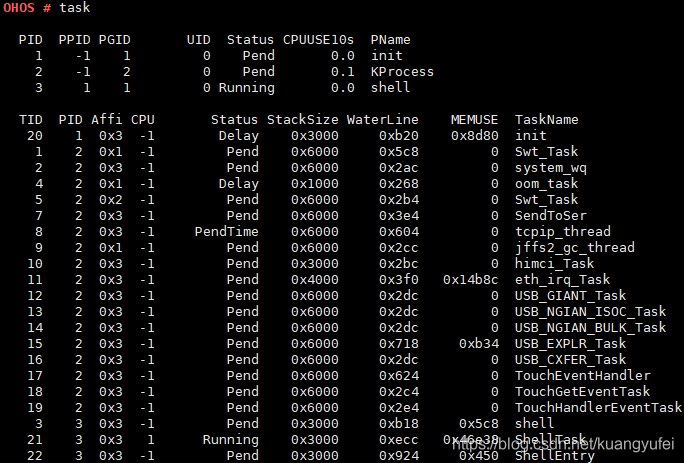 OHOS # task
PID PPID PGID UID Status CPUUSE10s PName
1 -1 1 0 Pend 0.0 init
2 -1 2 0 Pend 0.1 KProcess
3 1 1 0 Running 0.0 shell
TID PID Affi CPU Status StackSize WaterLine MEMUSE TaskName
20 1 0x3 -1 Delay 0x3000 0xb20 0x8d80 init
1 2 0x1 -1 Pend 0x6000 0x5c8 0 Swt_Task
2 2 0x3 -1 Pend 0x6000 0x2ac 0 system_wq
4 2 0x1 -1 Delay 0x1000 0x268 0 oom_task
5 2 0x2 -1 Pend 0x6000 0x2b4 0 Swt_Task
7 2 0x3 -1 Pend 0x6000 0x3e4 0 SendToSer
8 2 0x3 -1 PendTime 0x6000 0x604 0 tcpip_thread
9 2 0x1 -1 Pend 0x6000 0x2cc 0 jffs2_gc_thread
10 2 0x3 -1 Pend 0x3000 0x2bc 0 himci_Task
11 2 0x3 -1 Pend 0x4000 0x3f0 0x14b8c eth_irq_Task
12 2 0x3 -1 Pend 0x6000 0x2dc 0 USB_GIANT_Task
13 2 0x3 -1 Pend 0x6000 0x2dc 0 USB_NGIAN_ISOC_Task
14 2 0x3 -1 Pend 0x6000 0x2dc 0 USB_NGIAN_BULK_Task
15 2 0x3 -1 Pend 0x6000 0x718 0xb34 USB_EXPLR_Task
16 2 0x3 -1 Pend 0x6000 0x2dc 0 USB_CXFER_Task
17 2 0x3 -1 Pend 0x6000 0x624 0 TouchEventHandler
18 2 0x3 -1 Pend 0x6000 0x2c4 0 TouchGetEventTask
19 2 0x3 -1 Pend 0x6000 0x2e4 0 TouchHandlerEventTask
3 3 0x3 -1 Pend 0x3000 0xb18 0x5c8 shell
21 3 0x3 1 Running 0x3000 0xecc 0x46e38 ShellTask
22 3 0x3 -1 Pend 0x3000 0x924 0x450 ShellEntry
https://blog.csdn.net/kuangyufei